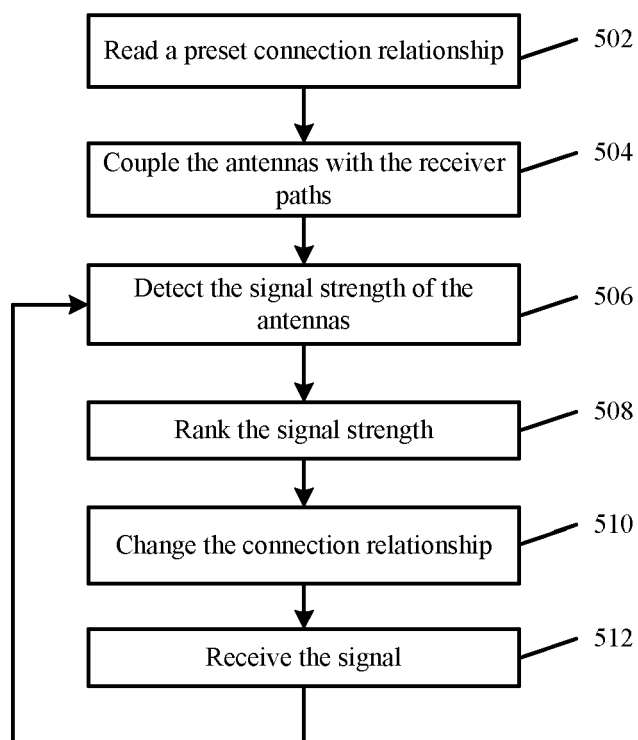 Read a preset connection relationship
502
Couple the antennas with the receiver
paths
504
Detect the signal strength of the
antennas
506
Rank the signal strength
508
Change the connection relationship
510
Receive the signal
512